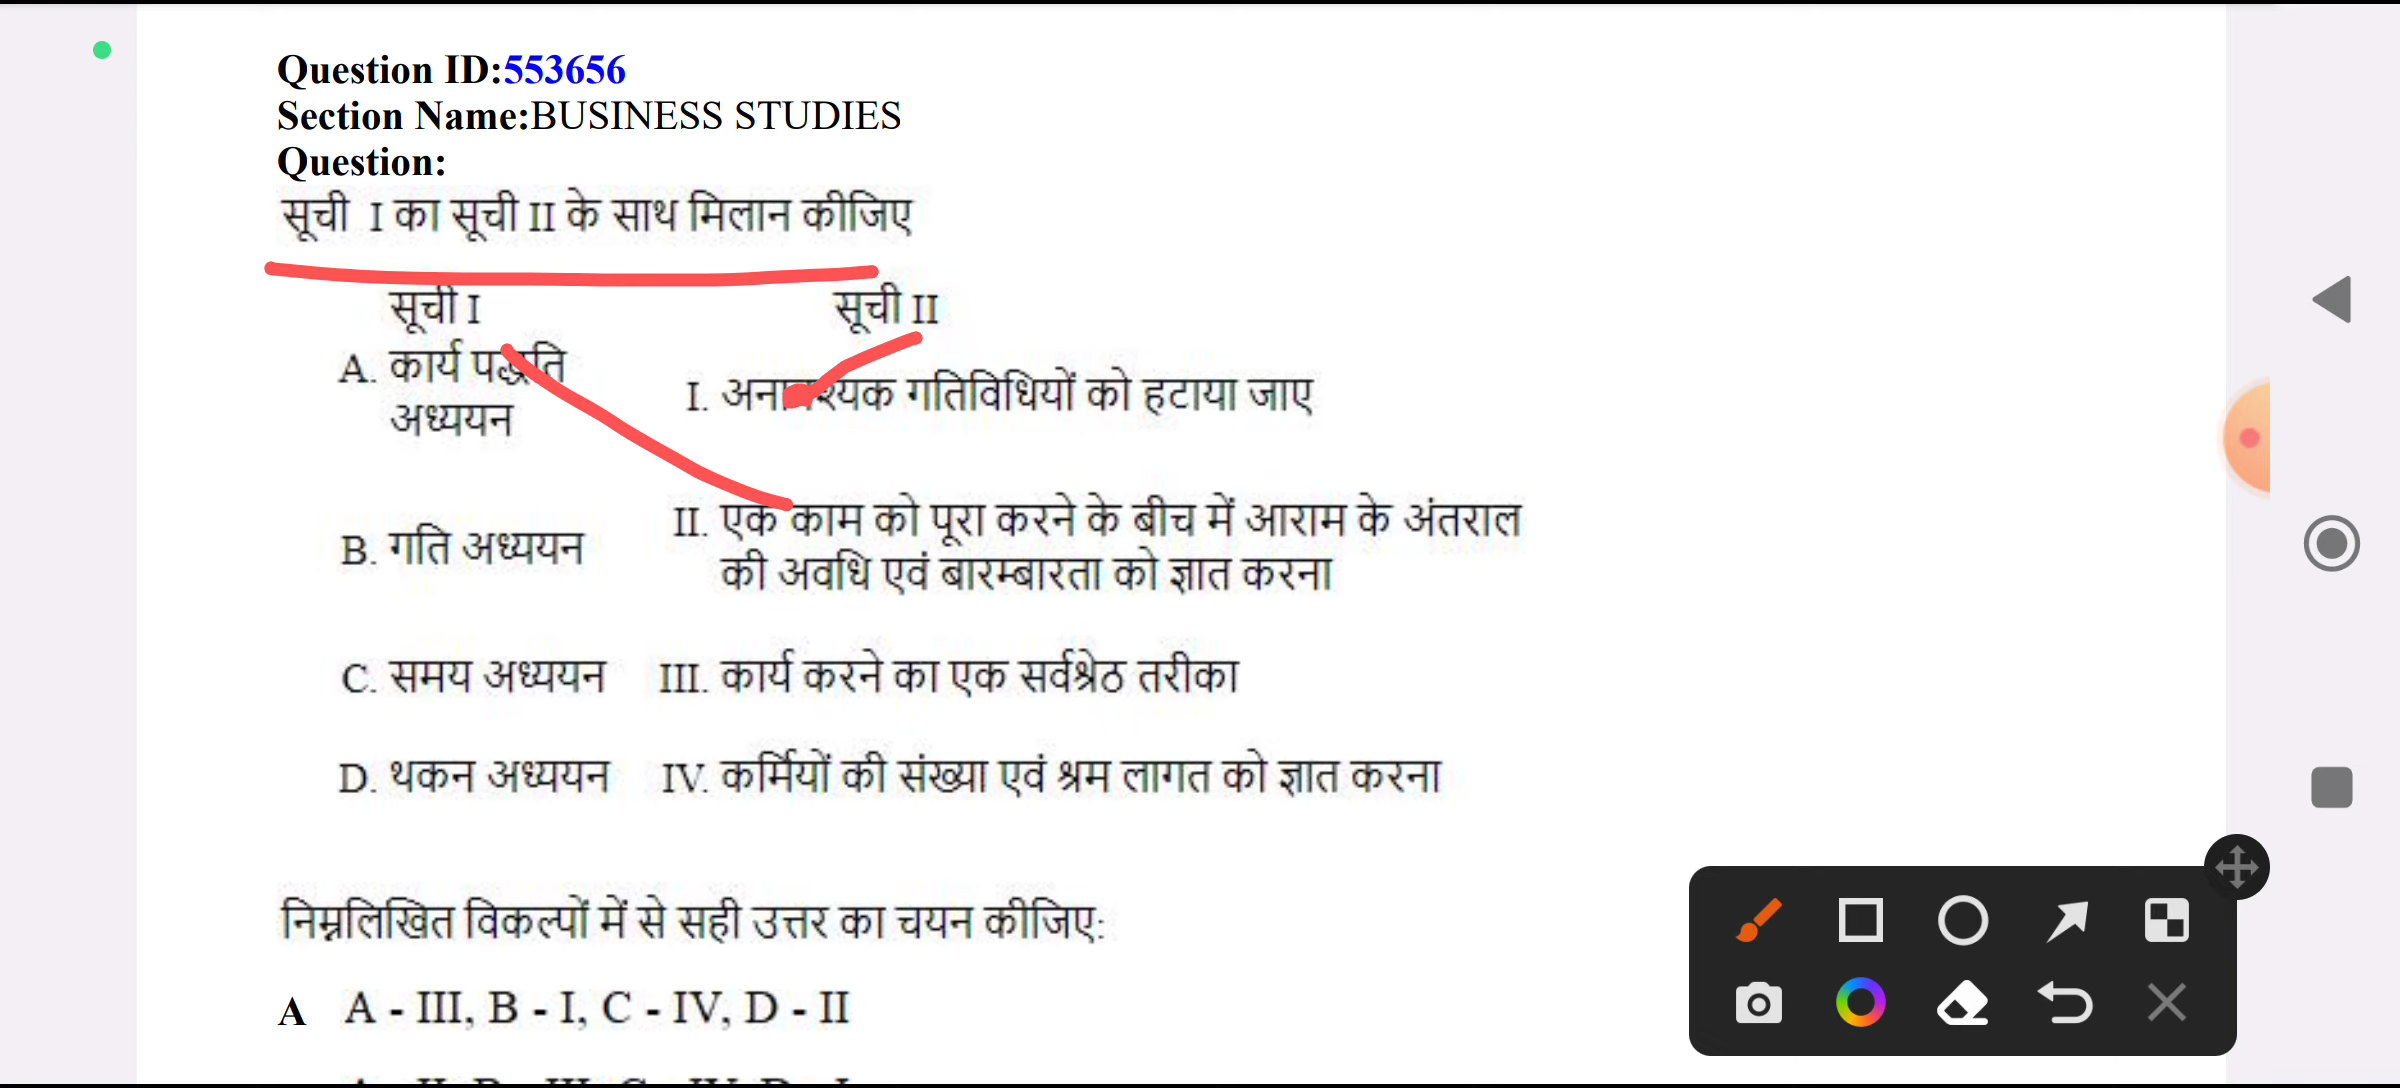 Question ID:553656
Section Name:BUSINESS STUDIES
Question:
सूची I का सूची II के साथ मिलान कीजिए
सूची I सूची II
A. कार्य पद्धति अध्ययन
I. अनावश्यक गतिविधियों को हटाया जाए
B. गति अध्ययन
II. एक काम को पूरा करने के बीच में आराम के अंतराल
की अवधि एवं बारम्बारता को ज्ञात करना
C. समय अध्ययन III. कार्य करने का एक सर्वश्रेठ तरीका
D. थकन अध्ययन IV. कर्मियों की संख्या एवं श्रम लागत को ज्ञात करना
निम्नलिखित विकल्पों में से सही उत्तर का चयन कीजिए:
A A - III, B - I, C - IV, D - II